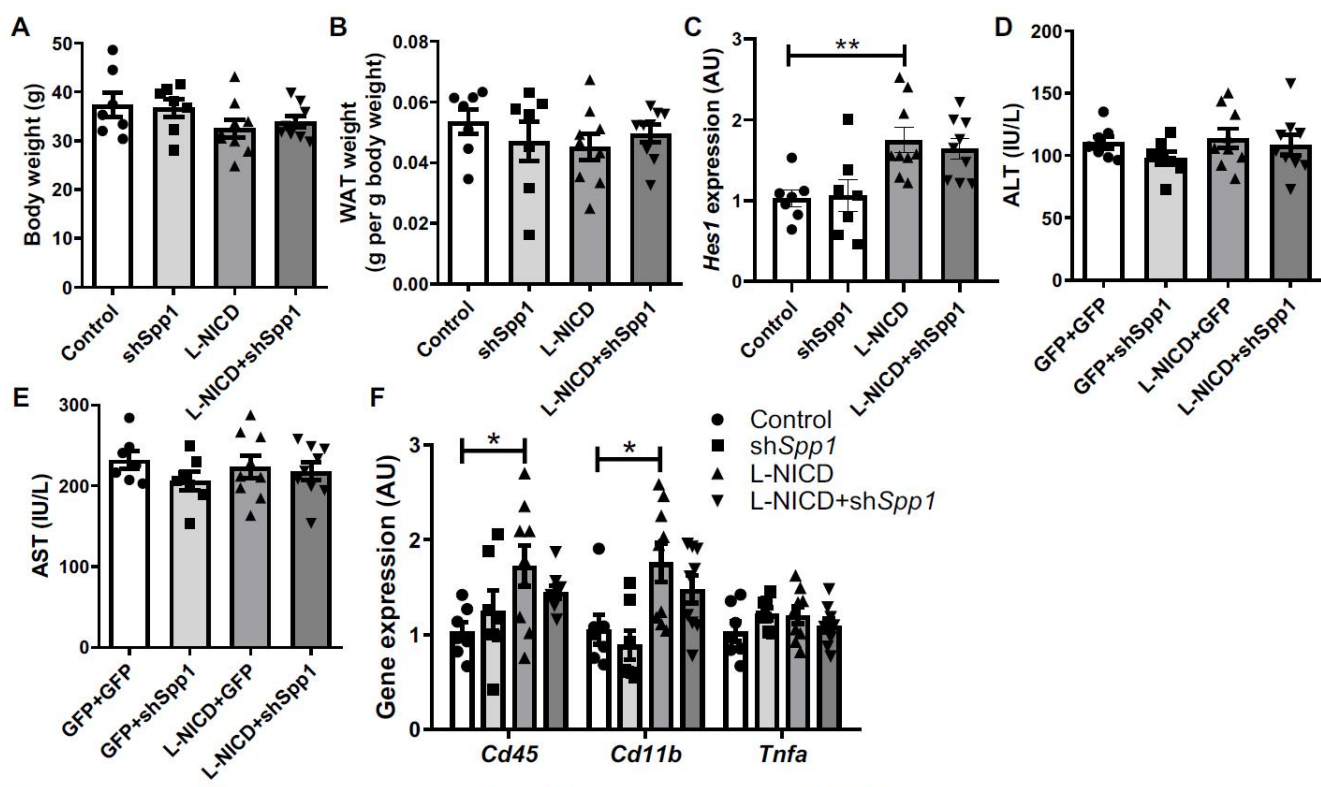 A
Body weight (g)
50
40
30
20
10
0
Control
shSpp1
L-NICD
L-NICD+shSpp1
B
WAT weight
(g per g body weight)
0.08
0.06
0.04
0.02
0.00
Control
shSpp1
L-NICD
L-NICD+shSpp1
C
Hes1 expression (AU)
3
2
1
0
**
Control
shSpp1
L-NICD
L-NICD+shSpp1
D
ALT (IU/L)
200
150
100
50
0
GFP+GFP
GFP+shSpp1
L-NICD+GFP
L-NICD+shSpp1
E
AST (IU/L)
300
200
100
0
GFP+GFP
GFP+shSpp1
L-NICD+GFP
L-NICD+shSpp1
F
Gene expression (AU)
3
2
1
0
*
*
Control
shSpp1
L-NICD
L-NICD+shSpp1
Cd45
Cd11b
Tnfa